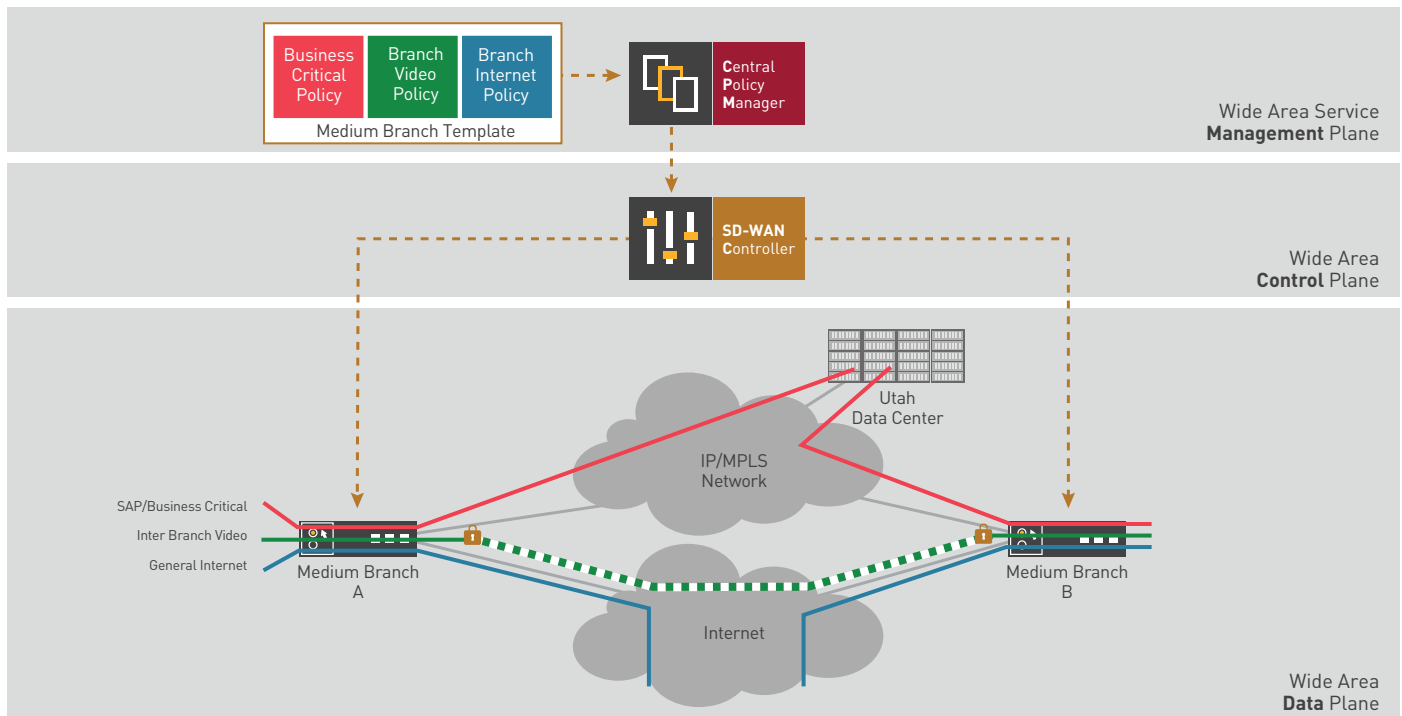 Business
Critical
Policy
Branch
Video
Policy
Branch
Internet
Policy
Medium Branch Template
Central
Policy
Manager
Wide Area Service
Management Plane
SD-WAN
Controller
Wide Area
Control Plane
Utah
Data Center
IP/MPLS
Network
SAP/Business Critical
Inter Branch Video
General Internet
Medium Branch
A
Medium Branch
B
Internet
Wide Area
Data Plane